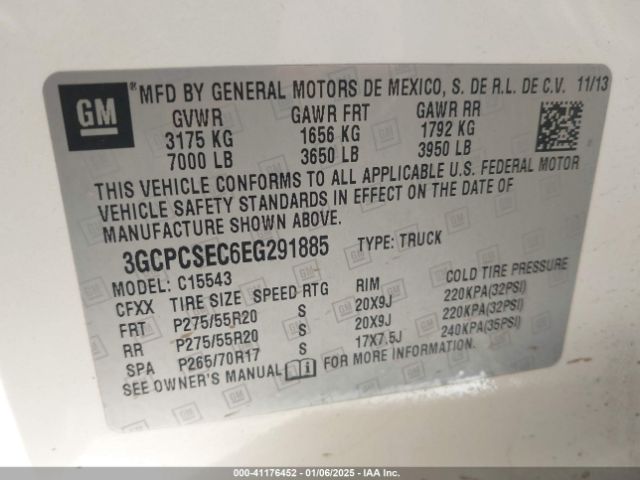 GM
® MFD BY GENERAL MOTORS DE MEXICO, S. DE R.L. DE C.V. 11/13
GVWR GAWR FRT GAWR RR
3175 KG 1656 KG 1792 KG
7000 LB 3650 LB 3950 LB
THIS VEHICLE CONFORMS TO ALL APPLICABLE U.S. FEDERAL MOTOR
VEHICLE SAFETY STANDARDS IN EFFECT ON THE DATE OF
MANUFACTURE SHOWN ABOVE.
3GCPCSEC6EG291885 TYPE: TRUCK
MODEL: C15543
CFXX TIRE SIZE SPEED RTG RIM COLD TIRE PRESSURE
FRT P275/55R20 S 20X9J 220KPA(32PSI)
RR P275/55R20 S 20X9J 220KPA(32PSI)
SPA P265/70R17 S 17X7.5J 240KPA(35PSI)
SEE OWNER'S MANUAL FOR MORE INFORMATION.
000-41176452 | 01/06/2025 | IAAI.com